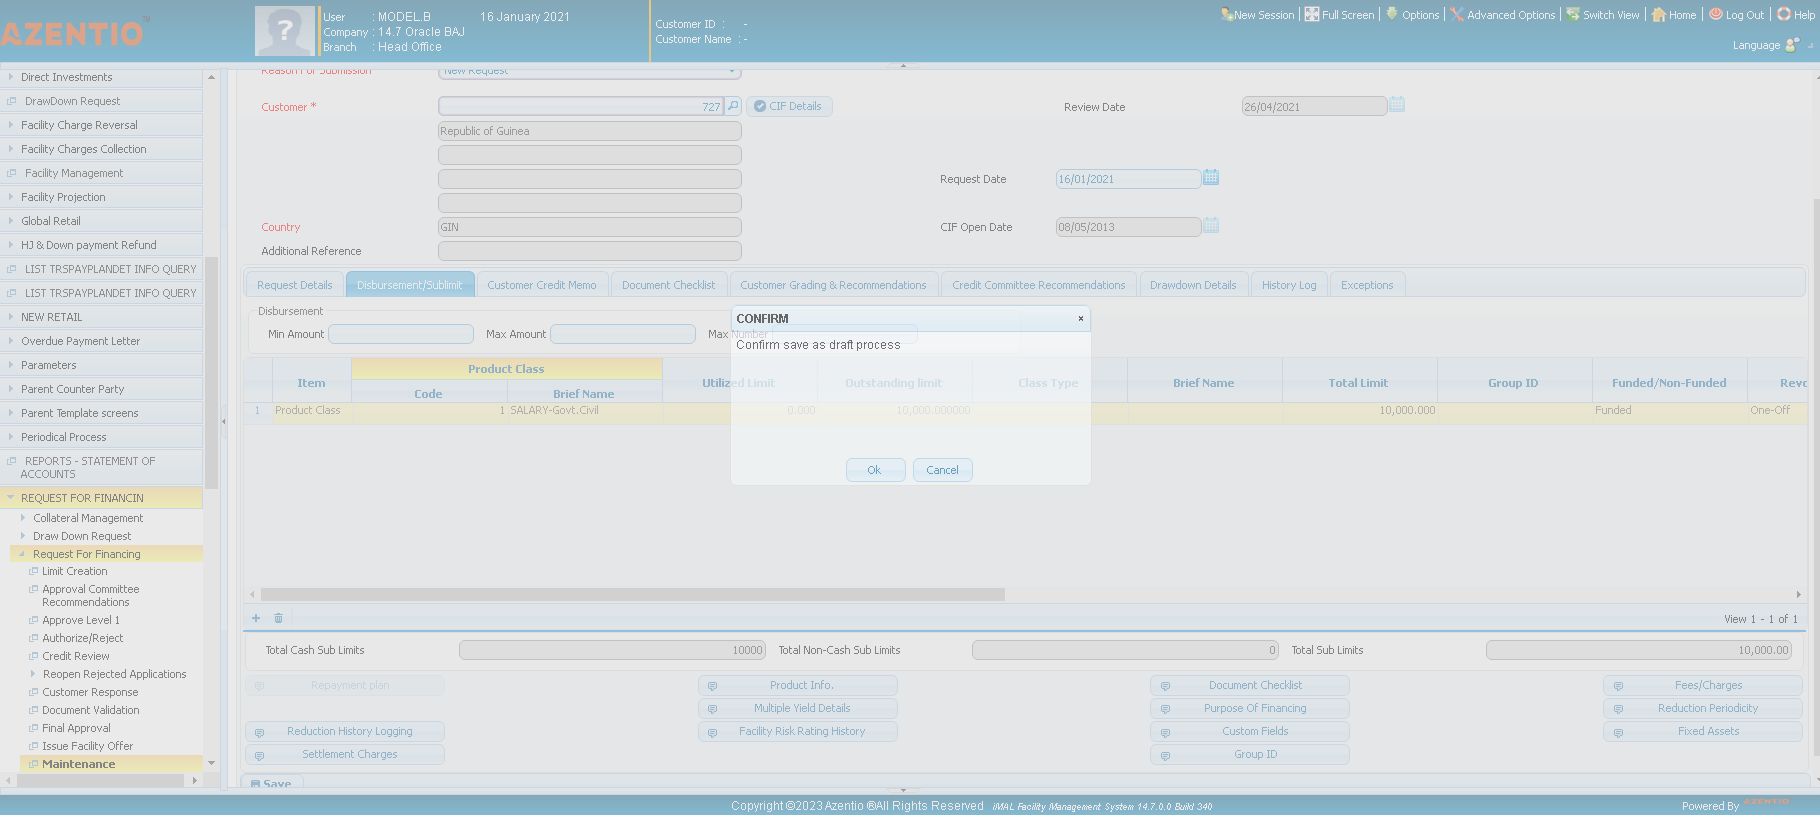 AZENTIO™
User : MODEL.B 16 January 2021
Company : 14.7 Oracle BAJ
Branch : Head Office
Customer ID : -
Customer Name : -
New Session Full Screen Options Advanced Options Switch View Home Log Out Help
Language
Direct Investments
DrawDown Request
Facility Charge Reversal
Facility Charges Collection
Facility Management
Facility Projection
Global Retail
HJ & Down payment Refund
LIST TRSPAYPLANDET INFO QUERY
LIST TRSPAYPLANDET INFO QUERY
NEW RETAIL
Overdue Payment Letter
Parameters
Parent Counter Party
Parent Template screens
Periodical Process
REPORTS - STATEMENT OF
ACCOUNTS
REQUEST FOR FINANCIN
Collateral Management
Draw Down Request
Request For Financing
Limit Creation
Approval Committee
Recommendations
Approve Level 1
Authorize/Reject
Credit Review
Reopen Rejected Applications
Customer Response
Document Validation
Final Approval
Issue Facility Offer
Maintenance
Reason For Submission New Request
Customer * 727 CIF Details Review Date 26/04/2021
Republic of Guinea
Request Date 16/01/2021
Country GIN CIF Open Date 08/05/2013
Additional Reference
Request Details Disbursement/Sublimit Customer Credit Memo Document Checklist Customer Grading & Recommendations Credit Committee Recommendations Drawdown Details History Log Exceptions
Disbursement
Min Amount Max Amount Max Number
CONFIRM ×
Confirm save as draft process
Ok Cancel
Item Product Class Utilized Limit Outstanding limit Class Type Brief Name Total Limit Group ID Funded/Non-Funded Revo
Code Brief Name
1 Product Class 1 SALARY-Govt.Civil 0.000 10,000.000000 10,000.000 Funded One-Off
View 1 - 1 of 1
Total Cash Sub Limits 10000 Total Non-Cash Sub Limits 0 Total Sub Limits 10,000.00
Repayment plan Product Info. Document Checklist Fees/Charges
Multiple Yield Details Purpose Of Financing Reduction Periodicity
Reduction History Logging Facility Risk Rating History Custom Fields Fixed Assets
Settlement Charges Group ID
Save
Copyright ©2023 Azentio ®All Rights Reserved iMAL Facility Management System 14.7.0.0 Build 340
Powered By AZENTIO